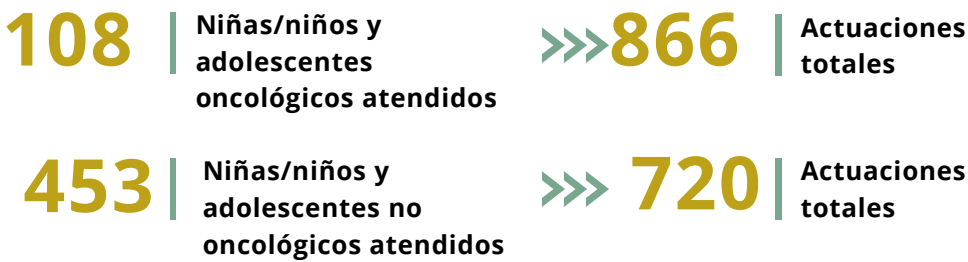 108
Niñas/niños y
adolescentes
oncológicos atendidos
>>>866
Actuaciones
totales
453
Niñas/niños y
adolescentes no
oncológicos atendidos
>>> 720
Actuaciones
totales